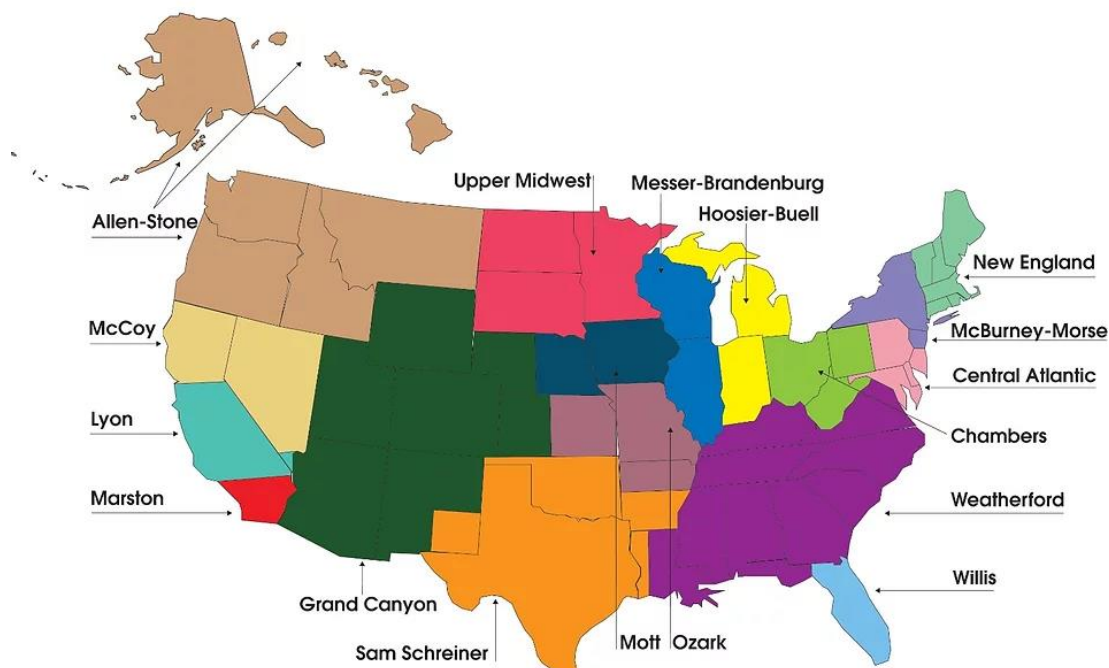 Upper Midwest
Messer-Brandenburg
Hoosier-Buell
Allen-Stone
New England
McCoy
McBurney-Morse
Central Atlantic
Lyon
Chambers
Marston
Weatherford
Willis
Grand Canyon
Sam Schreiner
Mott
Ozark